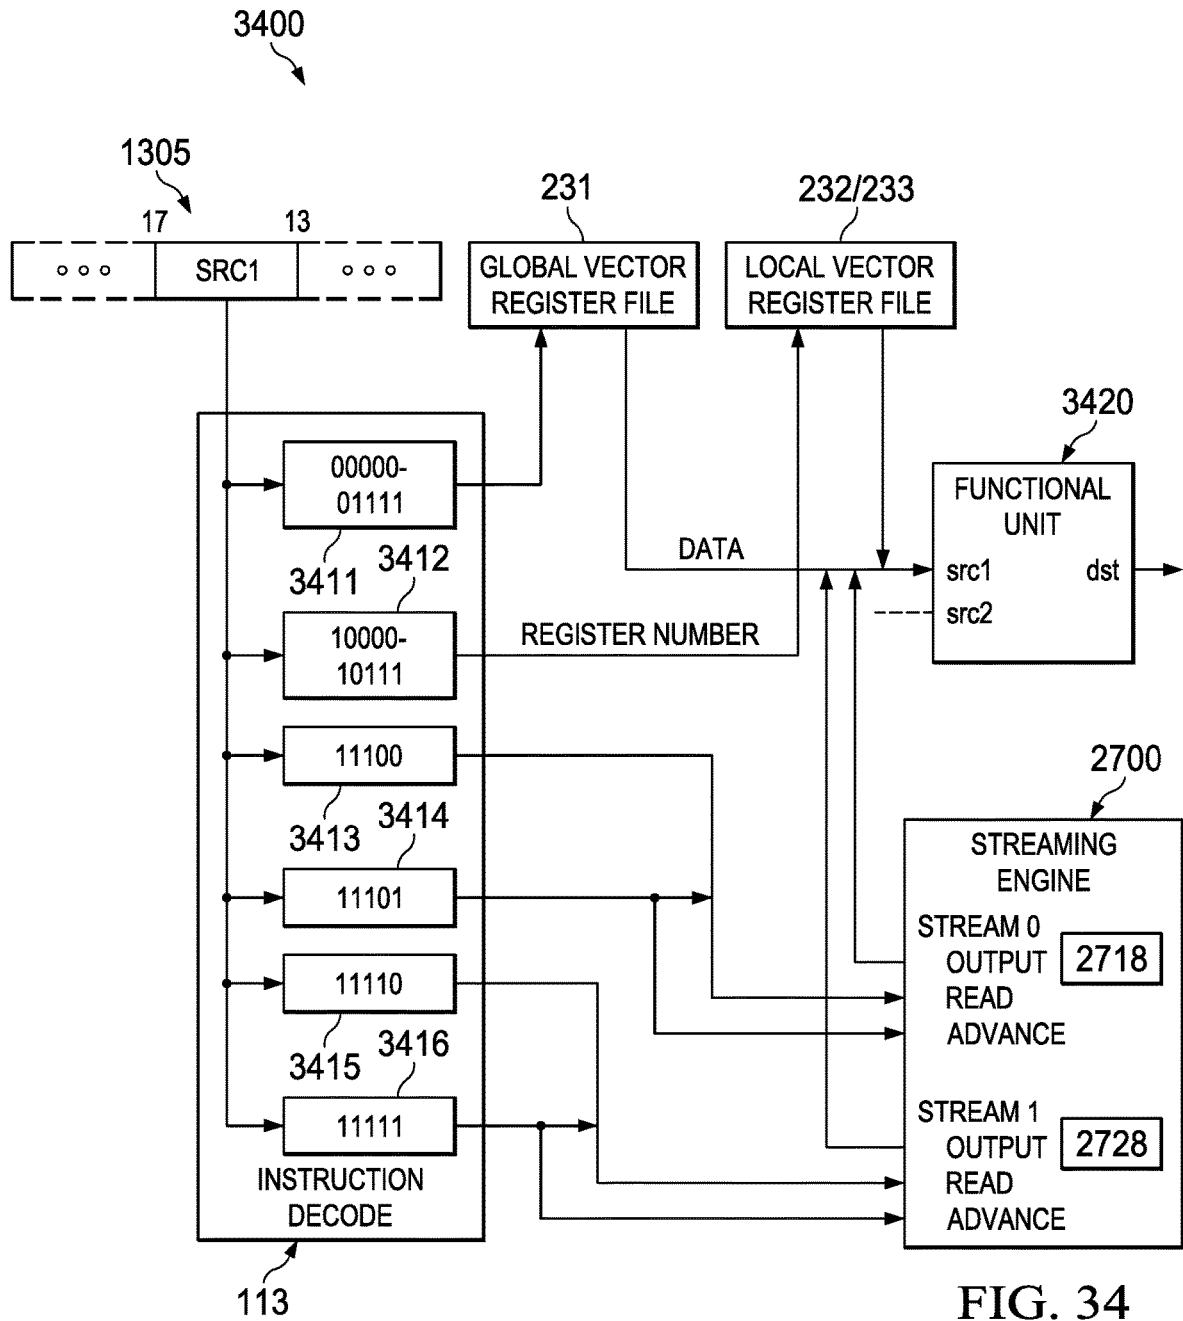 3400
1305
17
13
SRC1
231
GLOBAL VECTOR
REGISTER FILE
232/233
LOCAL VECTOR
REGISTER FILE
00000-
01111
3411
3412
10000-
10111
REGISTER NUMBER
DATA
3420
FUNCTIONAL
UNIT
src1
dst
src2
11100
3413
3414
11101
11110
3415
3416
11111
INSTRUCTION
DECODE
113
2700
STREAMING
ENGINE
STREAM 0
OUTPUT
2718
READ
ADVANCE
STREAM 1
OUTPUT
2728
READ
ADVANCE
FIG. 34